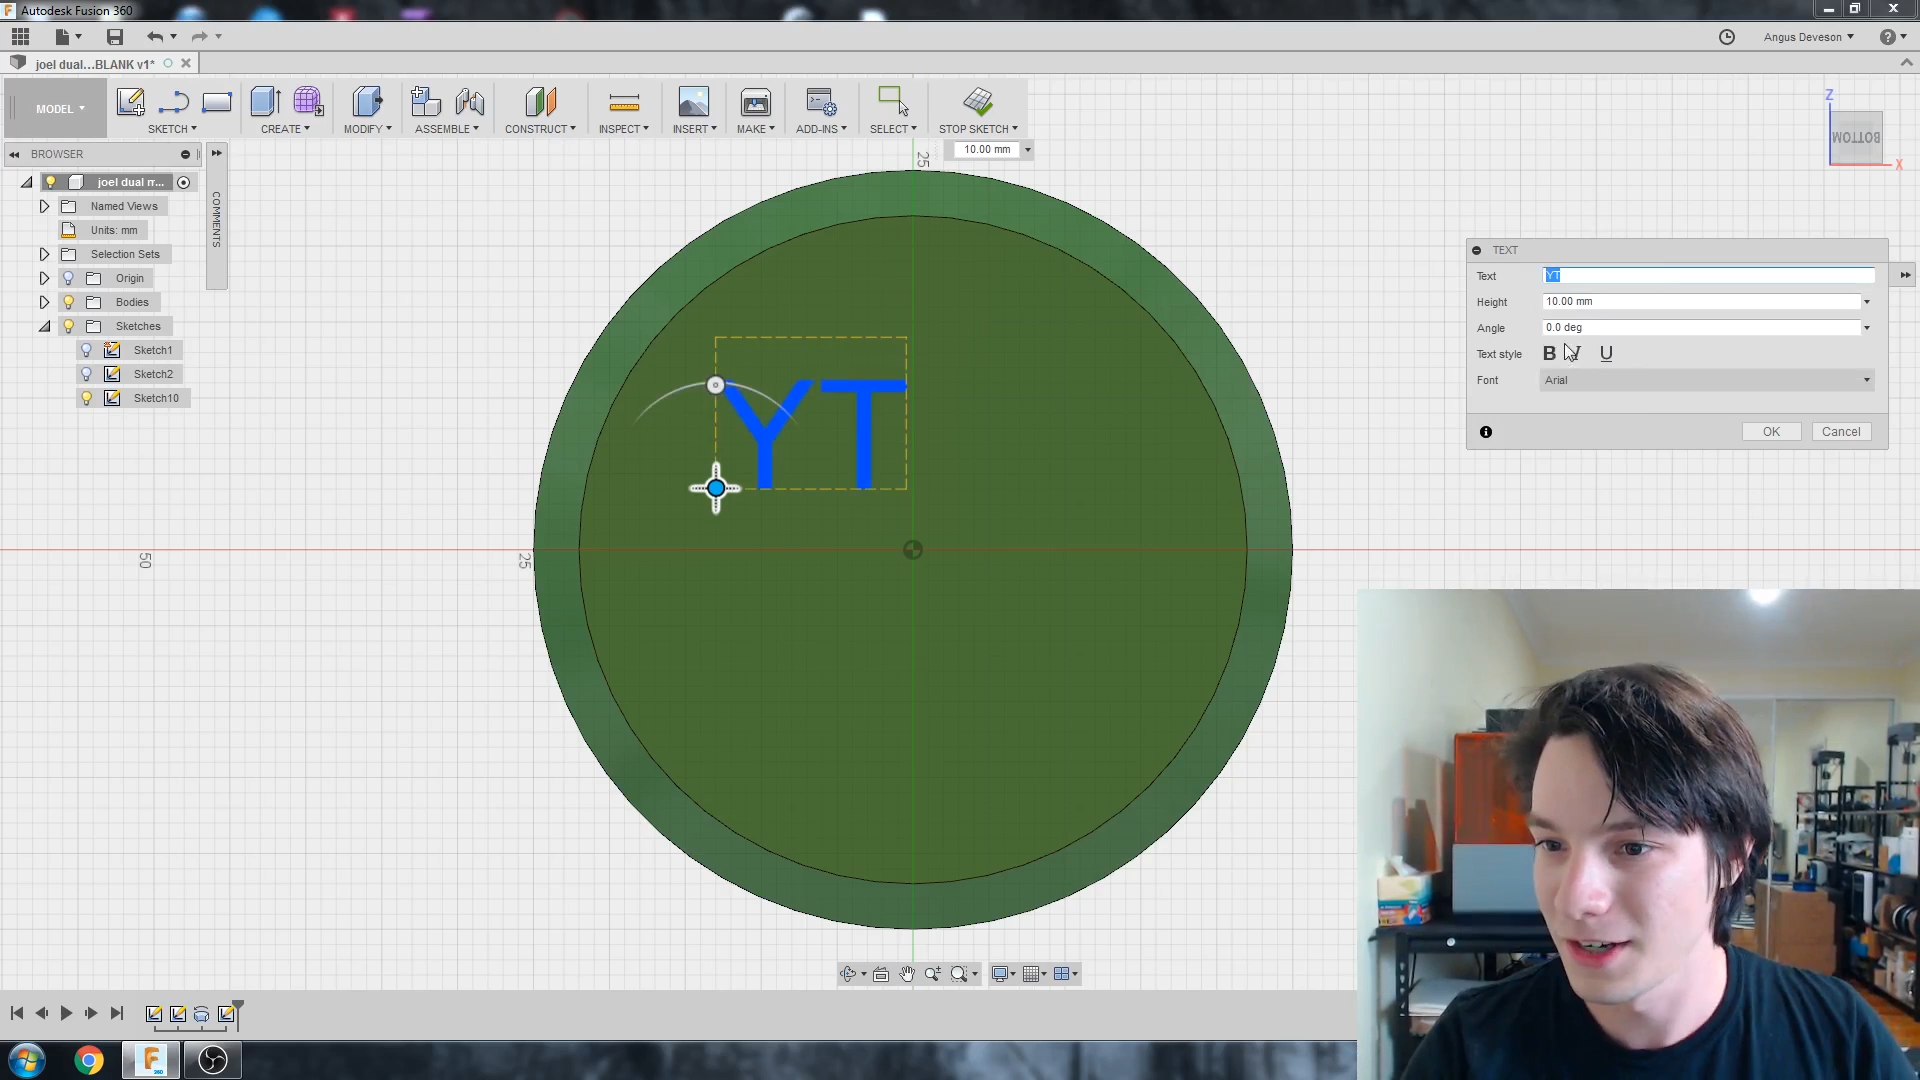 Autodesk Fusion 360
Angus Deveson
joel dual...BLANK v1*
MODEL
SKETCH
CREATE
MODIFY
ASSEMBLE
CONSTRUCT
INSPECT
INSERT
MAKE
ADD-INS
SELECT
STOP SKETCH
10.00 mm
BROWSER
COMMENTS
joel dual m...
Named Views
Units: mm
Selection Sets
Origin
Bodies
Sketches
Sketch1
Sketch2
Sketch10
25
50
25
YT
Z
BOTTOM
X
TEXT
Text YT
Height 10.00 mm
Angle 0.0 deg
Text style B I U
Font Arial
OK Cancel